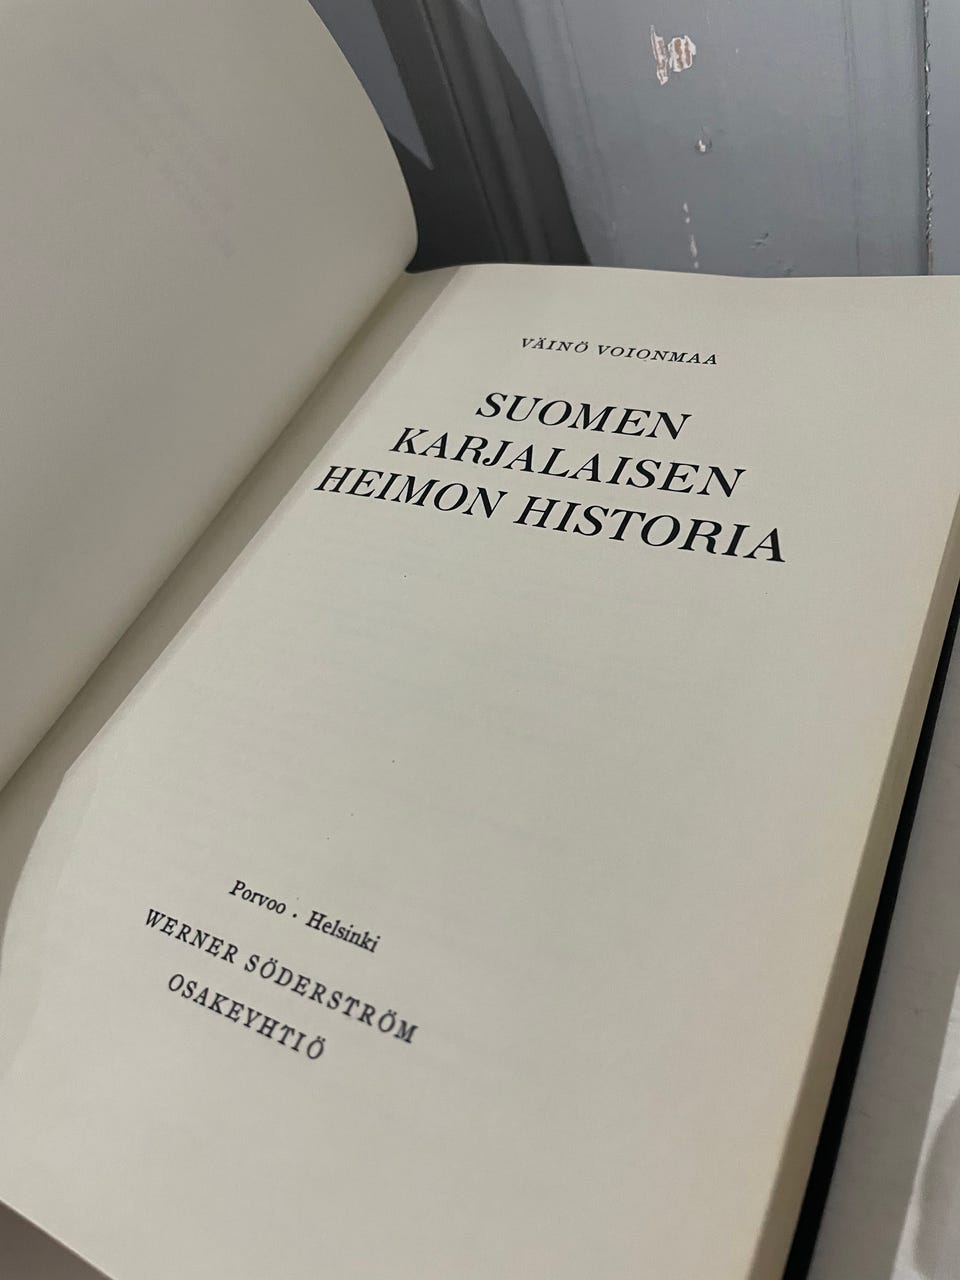 VÄINÖ VOIONMAA
SUOMEN
KARJALAISEN
HEIMON HISTORIA
Porvoo . Helsinki
WERNER SÖDERSTRÖM
OSAKEYHTIÖ